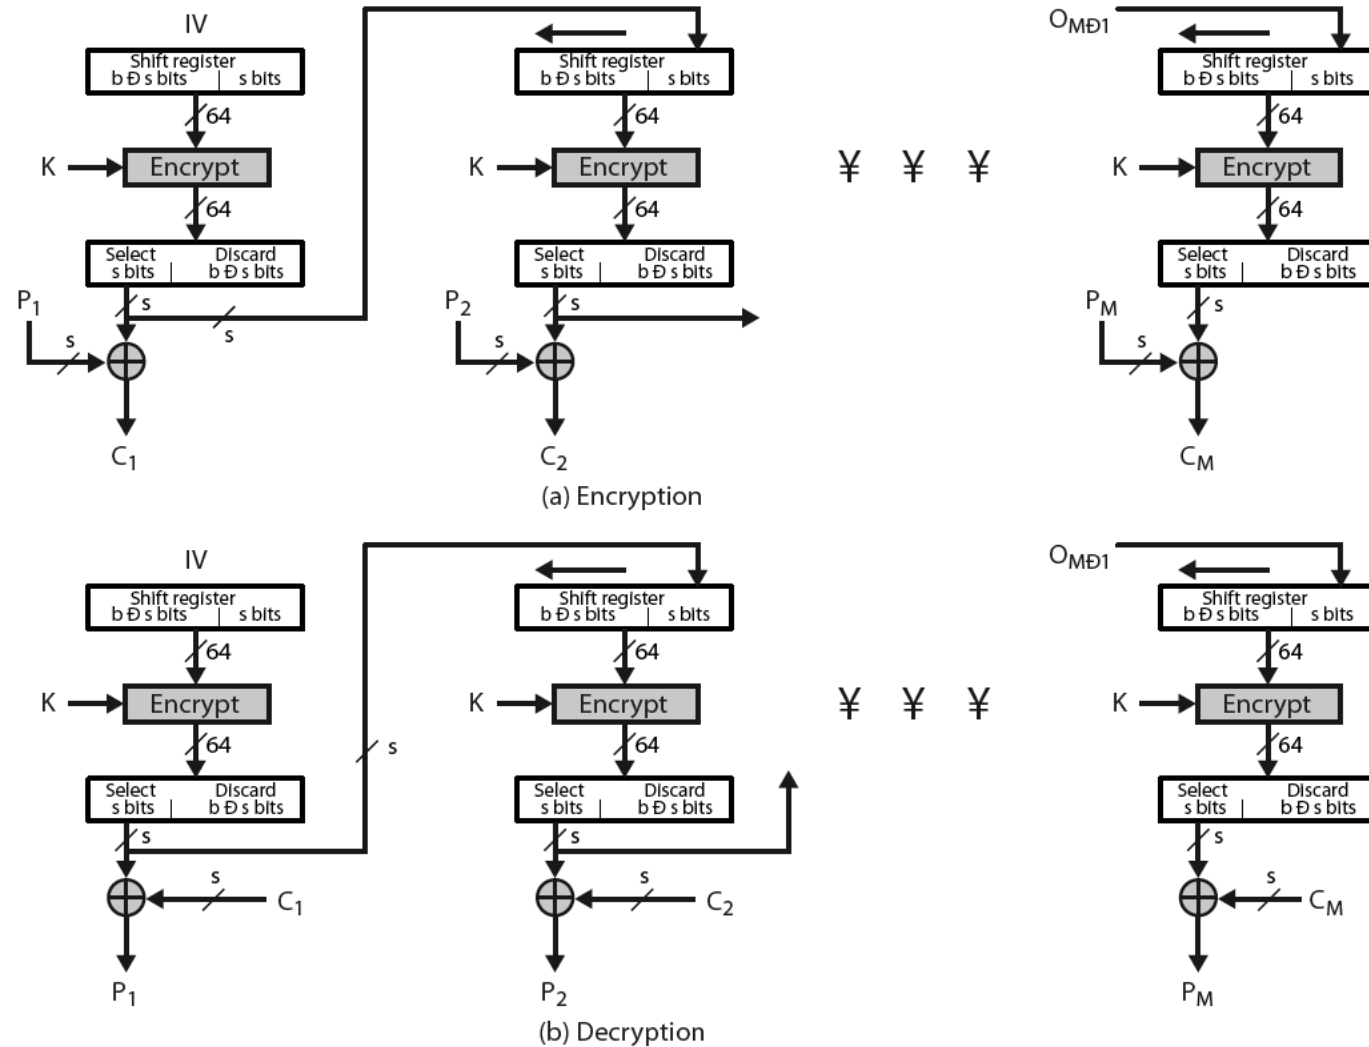 IV
Shift register
b Đ s bits | s bits
64
K
Encrypt
64
Select Discard
s bits | b Đ s bits
P1
s
s
s
C1
Shift register
b Đ s bits | s bits
64
K
Encrypt
64
Select Discard
s bits | b Đ s bits
P2
s
s
C2
¥ ¥ ¥
OMĐ1
Shift register
b Đ s bits | s bits
64
K
Encrypt
64
Select Discard
s bits | b Đ s bits
PM
s
s
CM
(a) Encryption
IV
Shift register
b Đ s bits | s bits
64
K
Encrypt
64
s
Select Discard
s bits | b Đ s bits
s
s
C1
P1
Shift register
b Đ s bits | s bits
64
K
Encrypt
64
Select Discard
s bits | b Đ s bits
s
s
C2
P2
¥ ¥ ¥
OMĐ1
Shift register
b Đ s bits | s bits
64
K
Encrypt
64
Select Discard
s bits | b Đ s bits
s
s
CM
PM
(b) Decryption